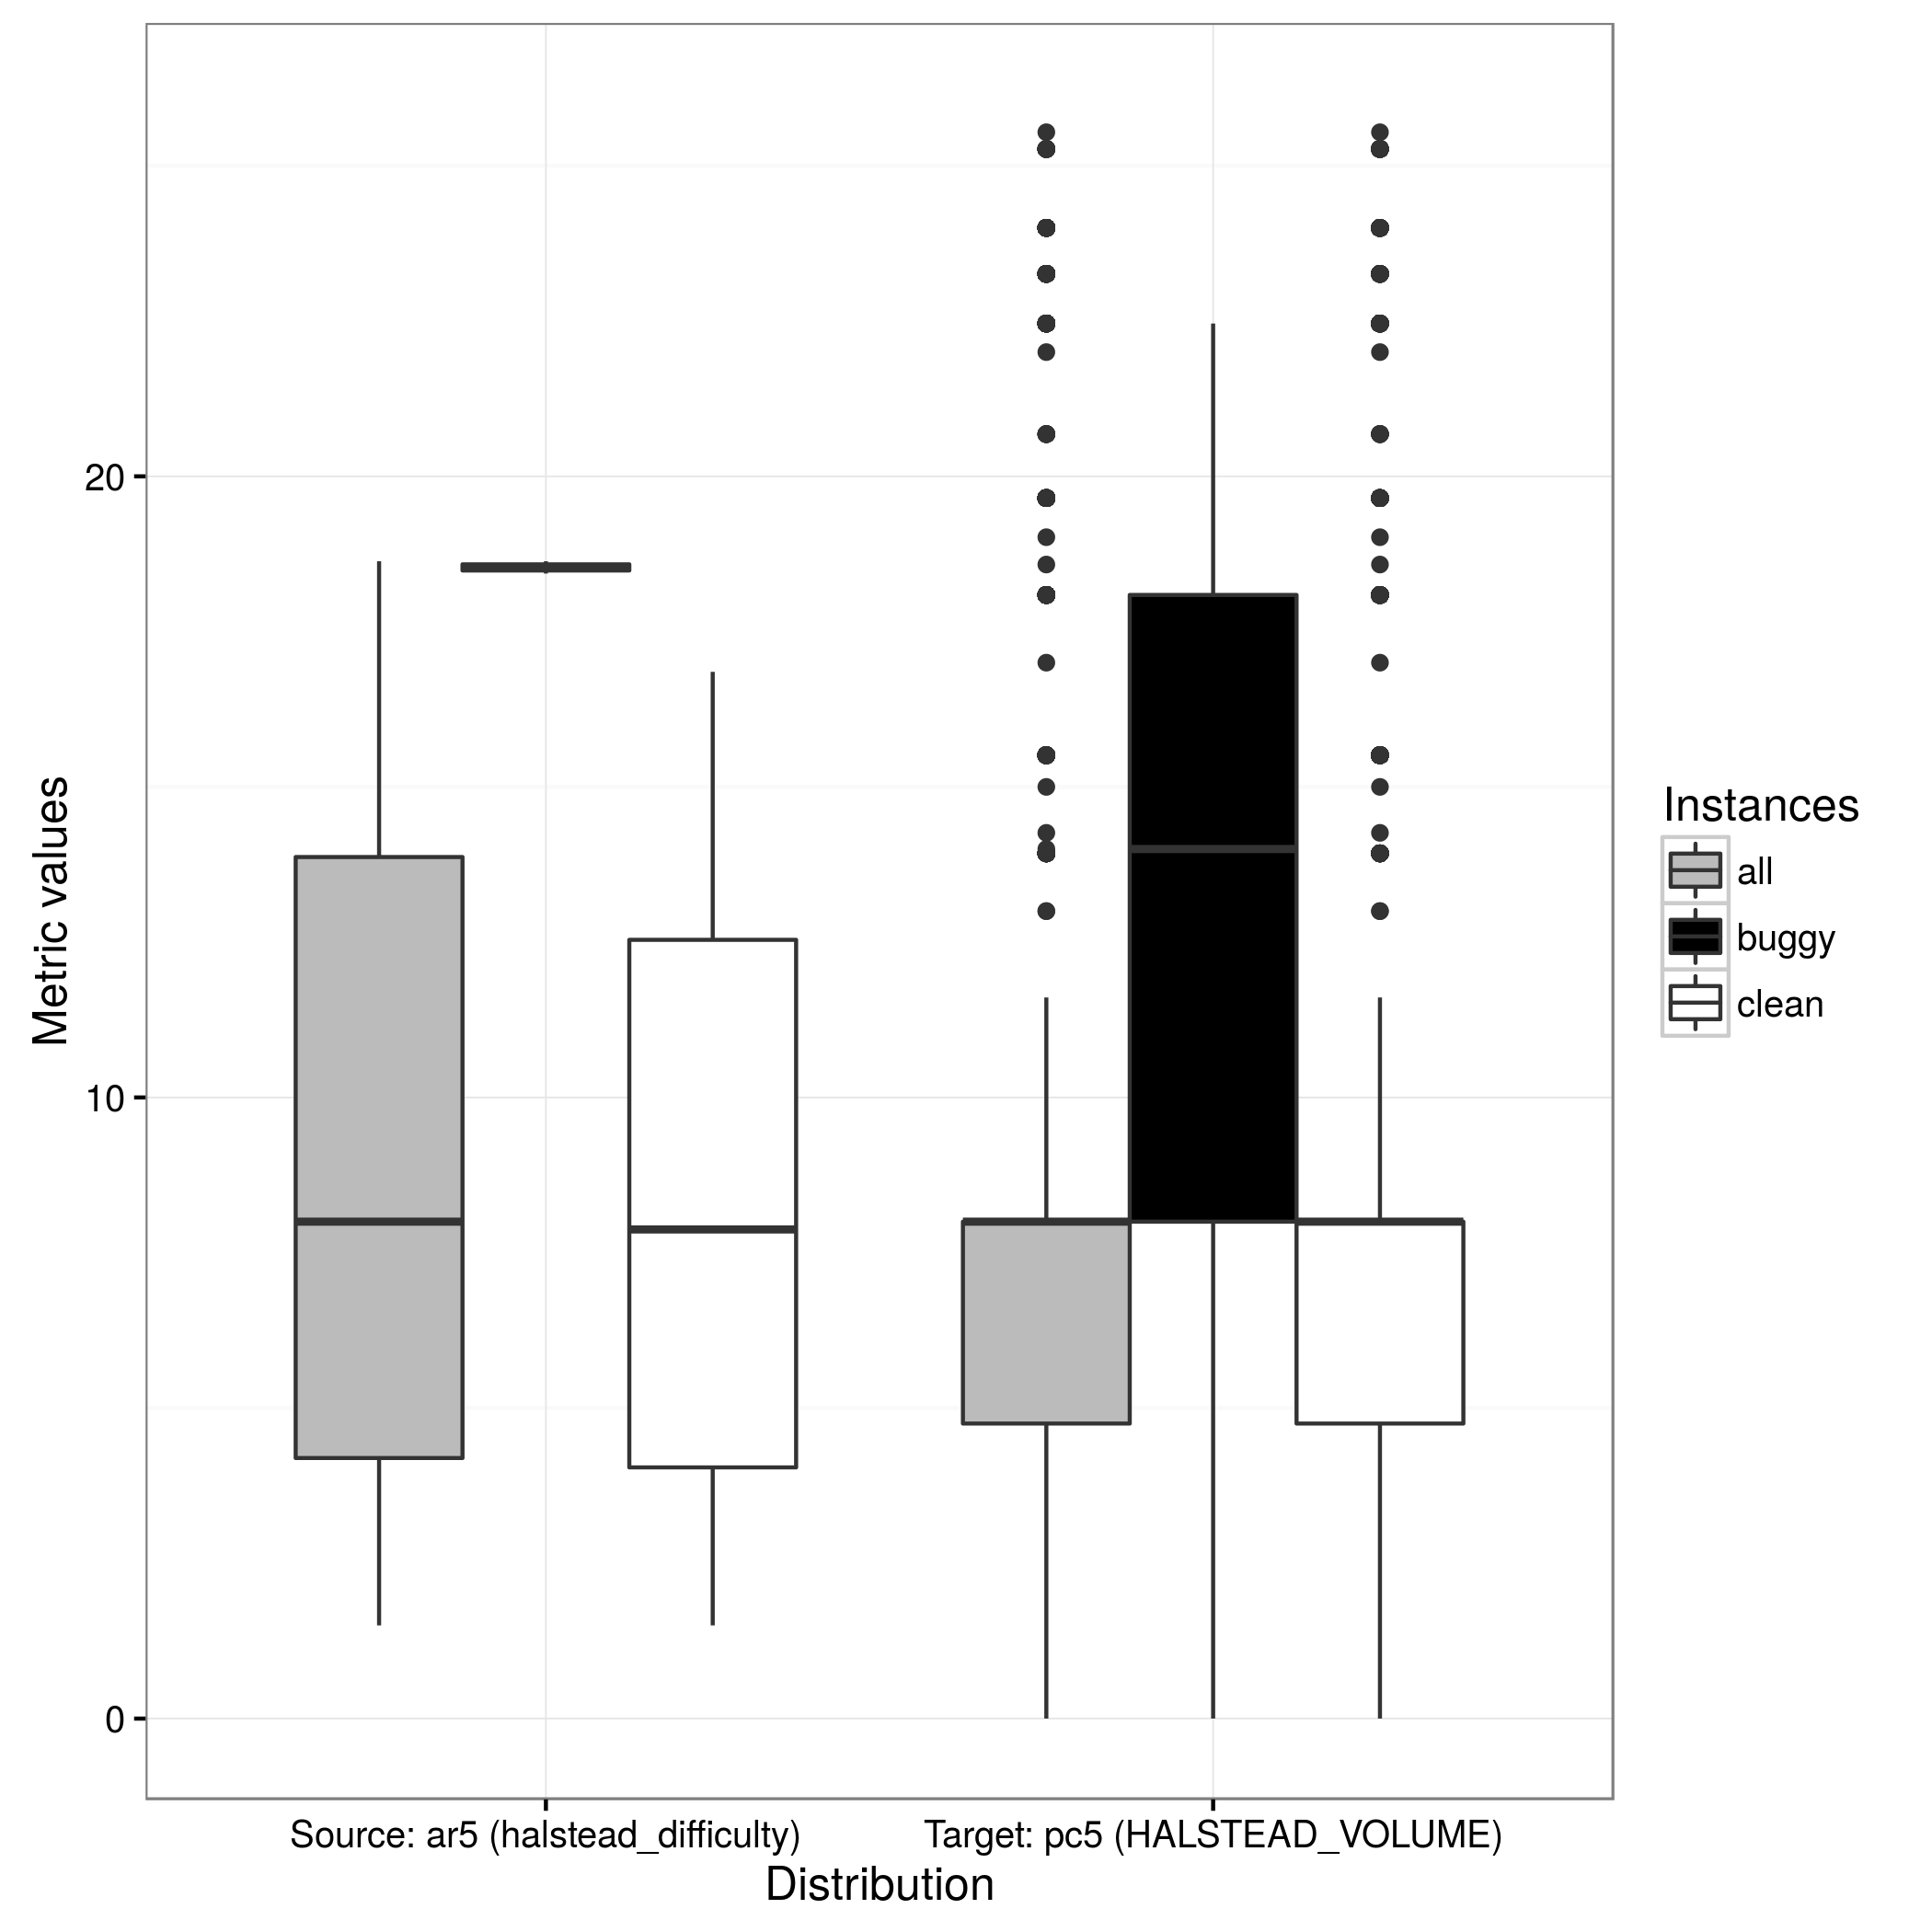 Metric values
20
10
0
Source: ar5 (halstead_difficulty)
Target: pc5 (HALSTEAD_VOLUME)
Distribution
Instances
all
buggy
clean